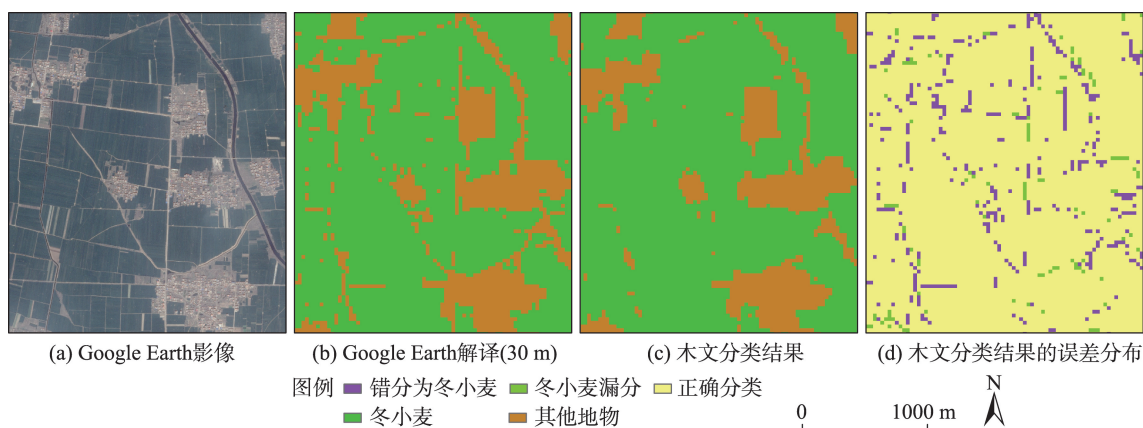 (a) Google Earth影像
(b) Google Earth解译(30 m)
(c) 木文分类结果
(d) 木文分类结果的误差分布
图例 错分为冬小麦 冬小麦漏分 正确分类
冬小麦 其他地物
N
0 1000 m